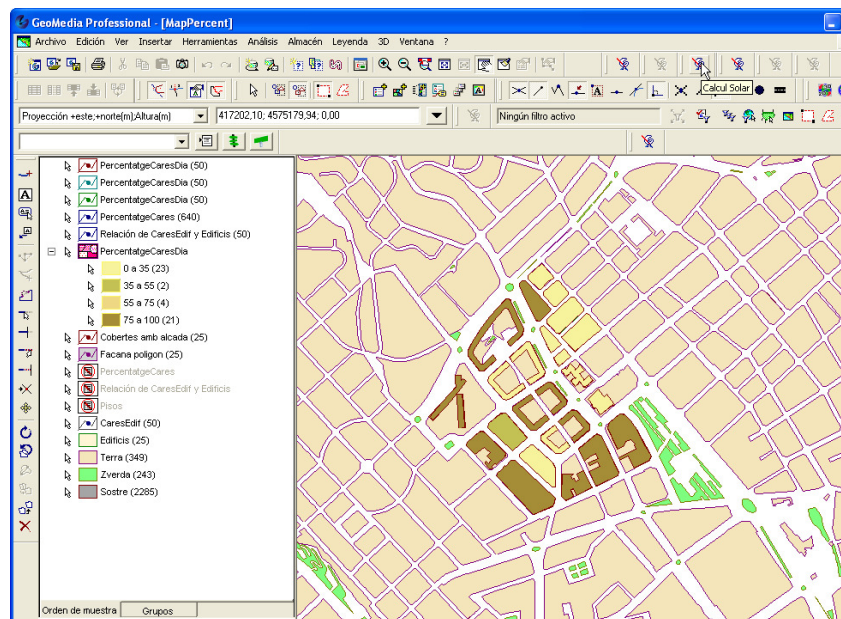 GeoMedia Professional - [MapPercent]
Archivo Edición Ver Insertar Herramientas Análisis Almacén Leyenda 3D Ventana ?
Calcul Solar
Proyección +este;+norte(m);Altura(m) 417202,10; 4575179,94; 0,00 Ningún filtro activo
PercentatgeCaresDia (50)
PercentatgeCaresDia (50)
PercentatgeCaresDia (50)
PercentatgeCares (640)
Relación de CaresEdif y Edificis (50)
PercentatgeCaresDia
0 a 35 (23)
35 a 55 (2)
55 a 75 (4)
75 a 100 (21)
Cobertes amb alcada (25)
Facana poligon (25)
PercentatgeCares
Relación de CaresEdif y Edificis
Pisos
CaresEdif (50)
Edificis (25)
Terra (349)
Zverda (243)
Sostre (2285)
Orden de muestra Grupos